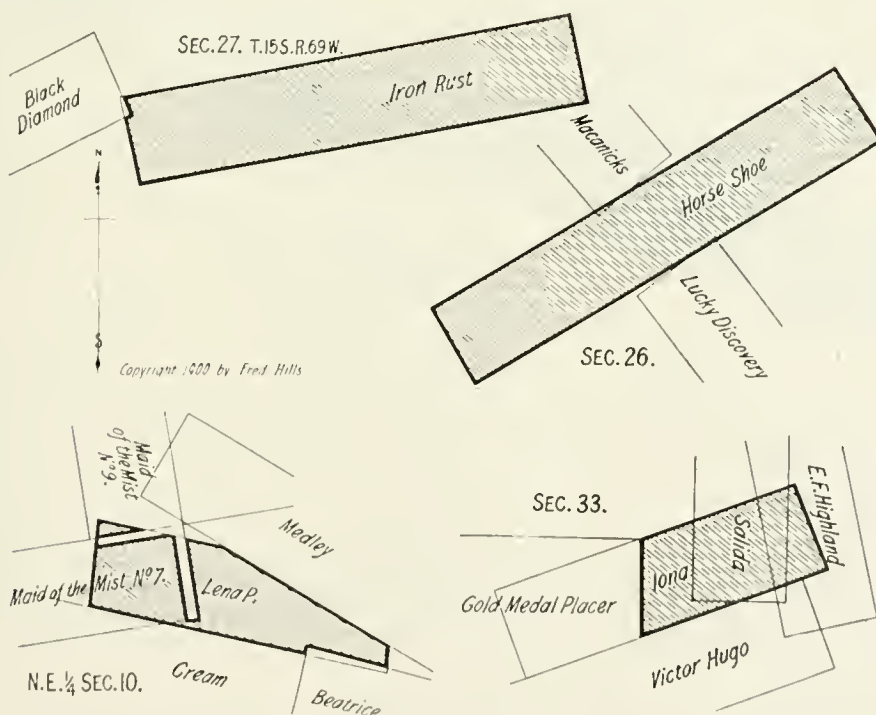 SEC. 27. T. 15 S. R. 69 W.
Black
Diamond
Iron Rust
Macanicks
Horse Shoe
N
S
Lucky Discovery
SEC. 26.
Copyright 1900 by Fred Hills
Maid
of the Mist
Nº 9.
Medley
Maid of the Mist Nº 7.
Lena P.
N.E. ¼ SEC. 10.
Cream
Beatrice
SEC. 33.
E.F. Highland
Salida
Iona
Gold Medal Placer
Victor Hugo